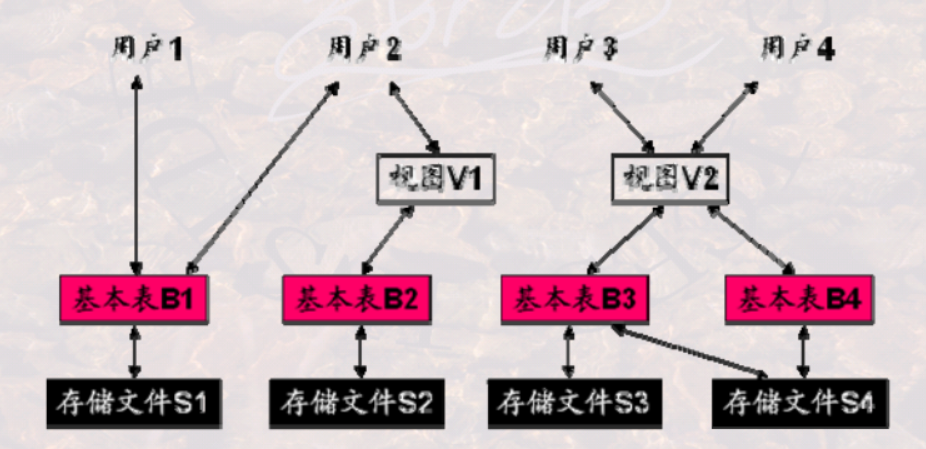 用户1 用户2 用户3 用户4
视图V1 视图V2
基本表B1 基本表B2 基本表B3 基本表B4
存储文件S1 存储文件S2 存储文件S3 存储文件S4